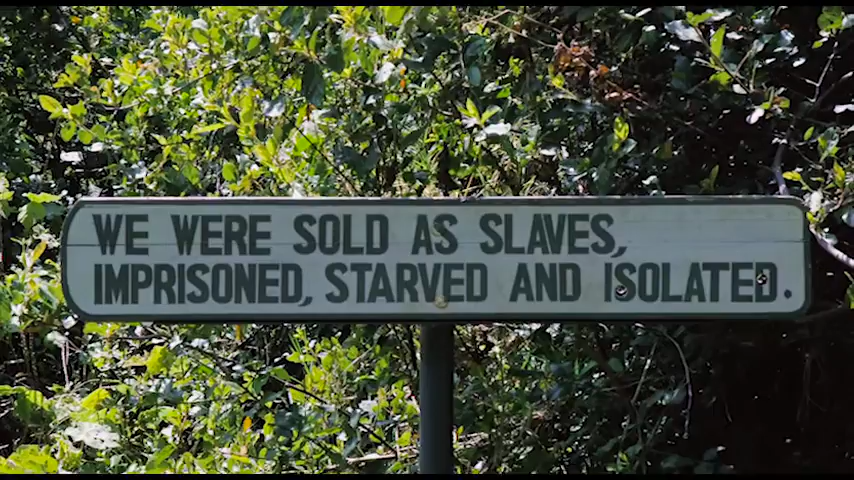 WE WERE SOLD AS SLAVES,
IMPRISONED, STARVED AND ISOLATED.